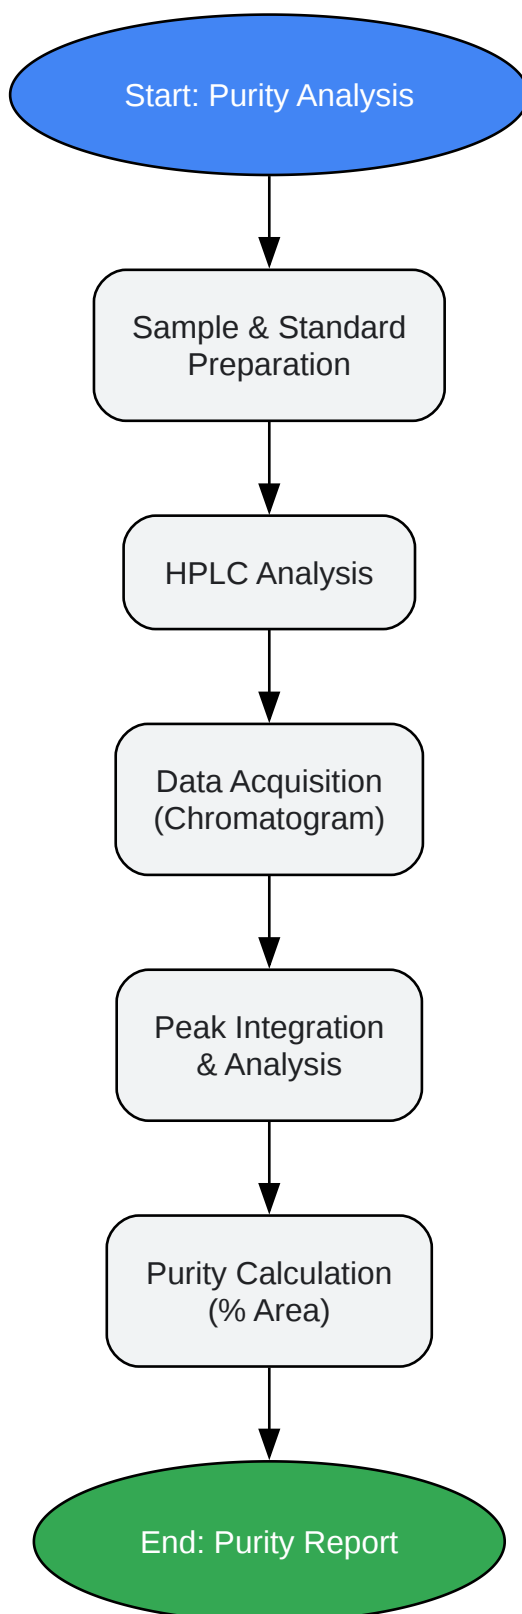 Start: Purity Analysis
Sample & Standard
Preparation
HPLC Analysis
Data Acquisition
(Chromatogram)
Peak Integration
& Analysis
Purity Calculation
(% Area)
End: Purity Report